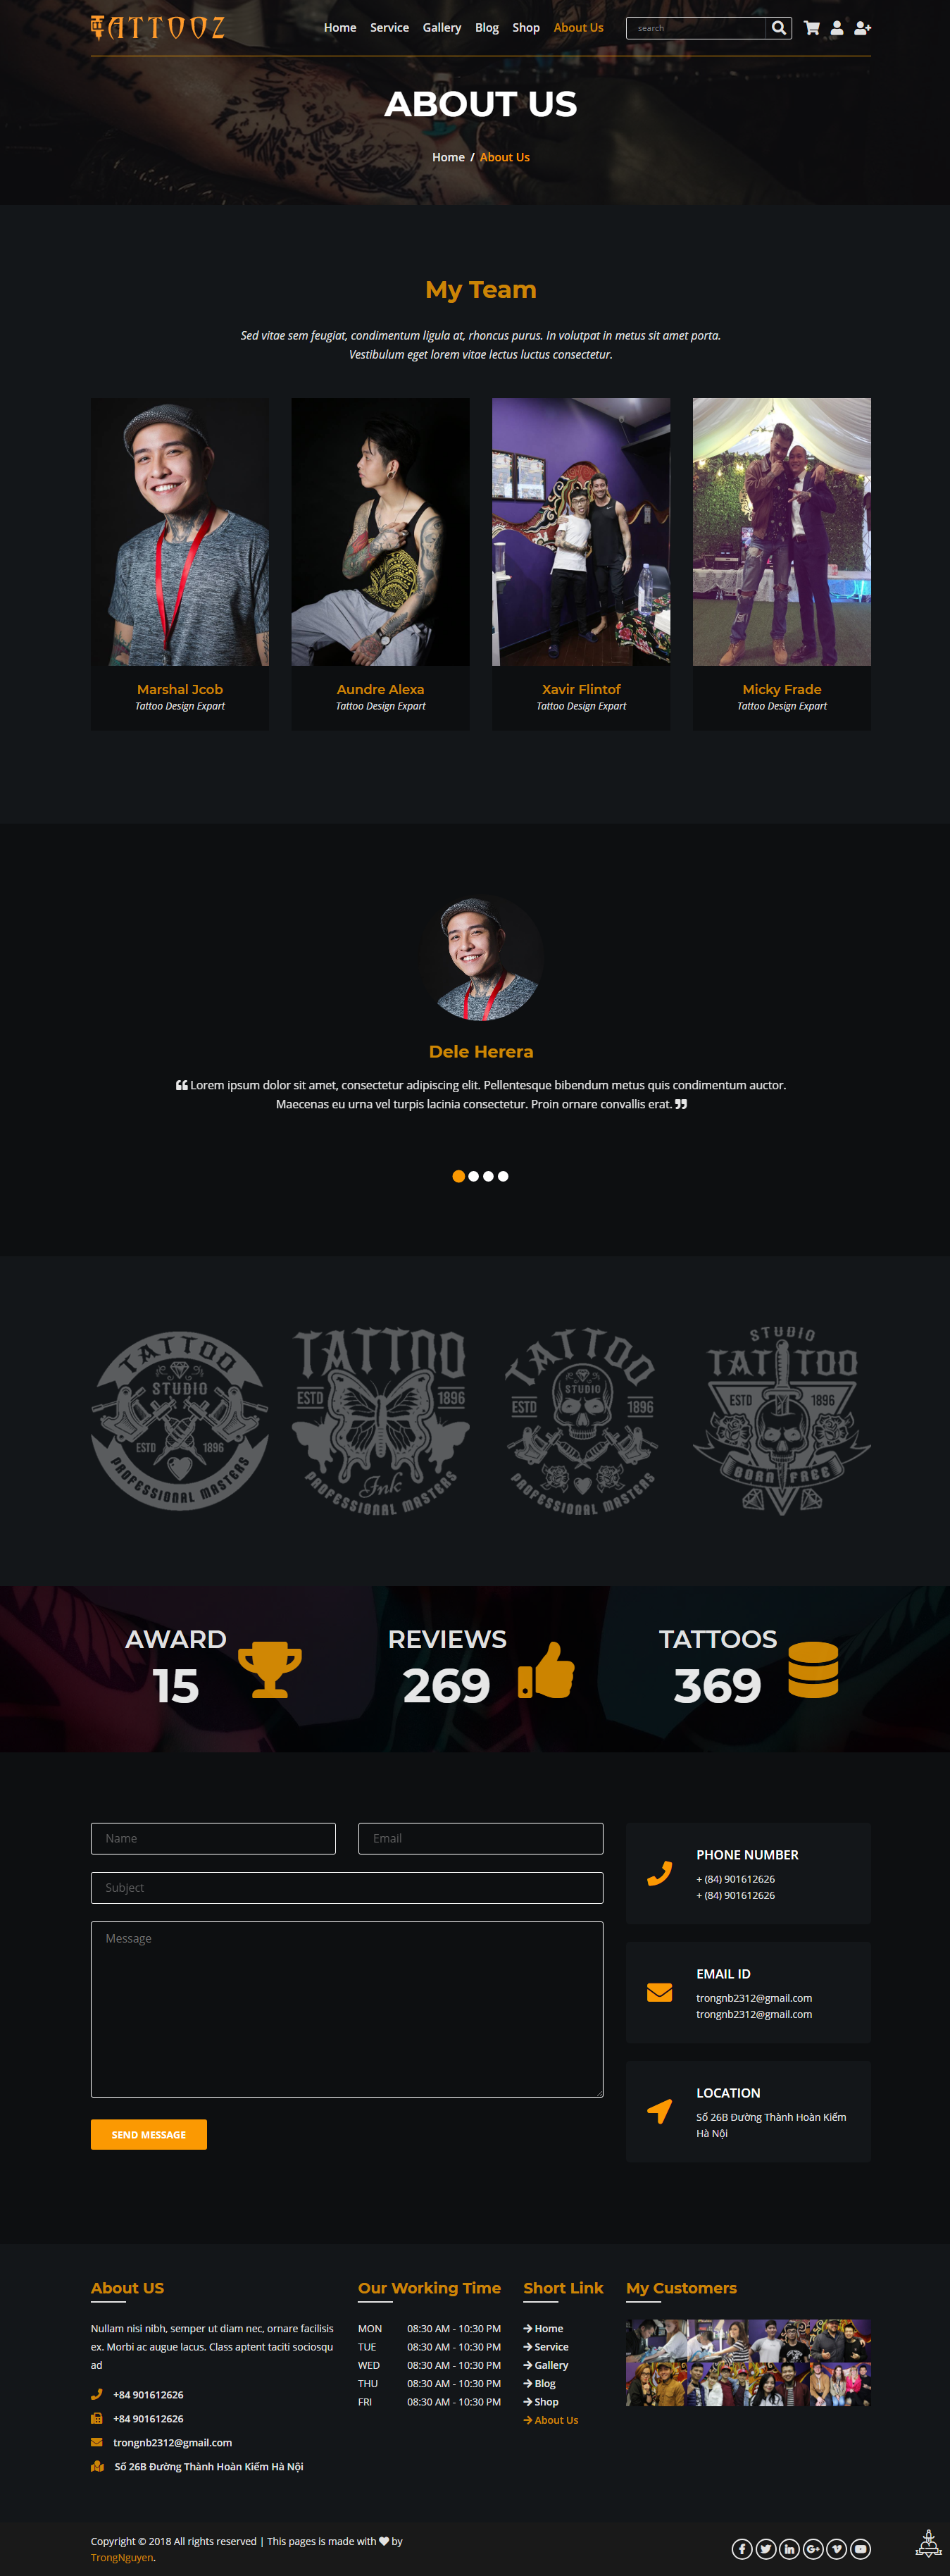 TATTOOZ
Home Service Gallery Blog Shop About Us search
ABOUT US
Home / About Us
My Team
Sed vitae sem feugiat, condimentum ligula at, rhoncus purus. In volutpat in metus sit amet porta.
Vestibulum eget lorem vitae lectus luctus consectetur.
Marshal Jcob
Tattoo Design Expart
Aundre Alexa
Tattoo Design Expart
Xavir Flintof
Tattoo Design Expart
Micky Frade
Tattoo Design Expart
Dele Herera
Lorem ipsum dolor sit amet, consectetur adipiscing elit. Pellentesque bibendum metus quis condimentum auctor.
Maecenas eu urna vel turpis lacinia consectetur. Proin ornare convallis erat.
TATTOO
STUDIO
ESTD 1896
PROFESSIONAL MASTERS
TATTOO
ESTD 1896
Ink
PROFESSIONAL MASTERS
TATTOO
STUDIO
ESTD 1896
PROFESSIONAL MASTERS
STUDIO
TATTOO
ESTD 1896
BORN FREE
AWARD
15
REVIEWS
269
TATTOOS
369
Name
Email
Subject
Message
SEND MESSAGE
PHONE NUMBER
+ (84) 901612626
+ (84) 901612626
EMAIL ID
trongnb2312@gmail.com
trongnb2312@gmail.com
LOCATION
Số 26B Đường Thành Hoàn Kiếm
Hà Nội
About US
Nullam nisi nibh, semper ut diam nec, ornare facilisis
ex. Morbi ac augue lacus. Class aptent taciti sociosqu
ad
+84 901612626
+84 901612626
trongnb2312@gmail.com
Số 26B Đường Thành Hoàn Kiếm Hà Nội
Our Working Time
MON 08:30 AM - 10:30 PM
TUE 08:30 AM - 10:30 PM
WED 08:30 AM - 10:30 PM
THU 08:30 AM - 10:30 PM
FRI 08:30 AM - 10:30 PM
Short Link
Home
Service
Gallery
Blog
Shop
About Us
My Customers
Copyright © 2018 All rights reserved | This pages is made with by
TrongNguyen.